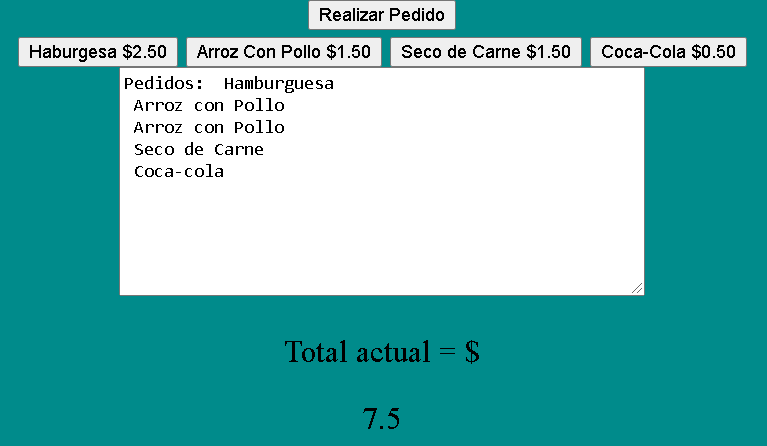 Realizar Pedido
Haburgesa $2.50 Arroz Con Pollo $1.50 Seco de Carne $1.50 Coca-Cola $0.50
Pedidos: Hamburguesa
Arroz con Pollo
Arroz con Pollo
Seco de Carne
Coca-cola
Total actual = $
7.5